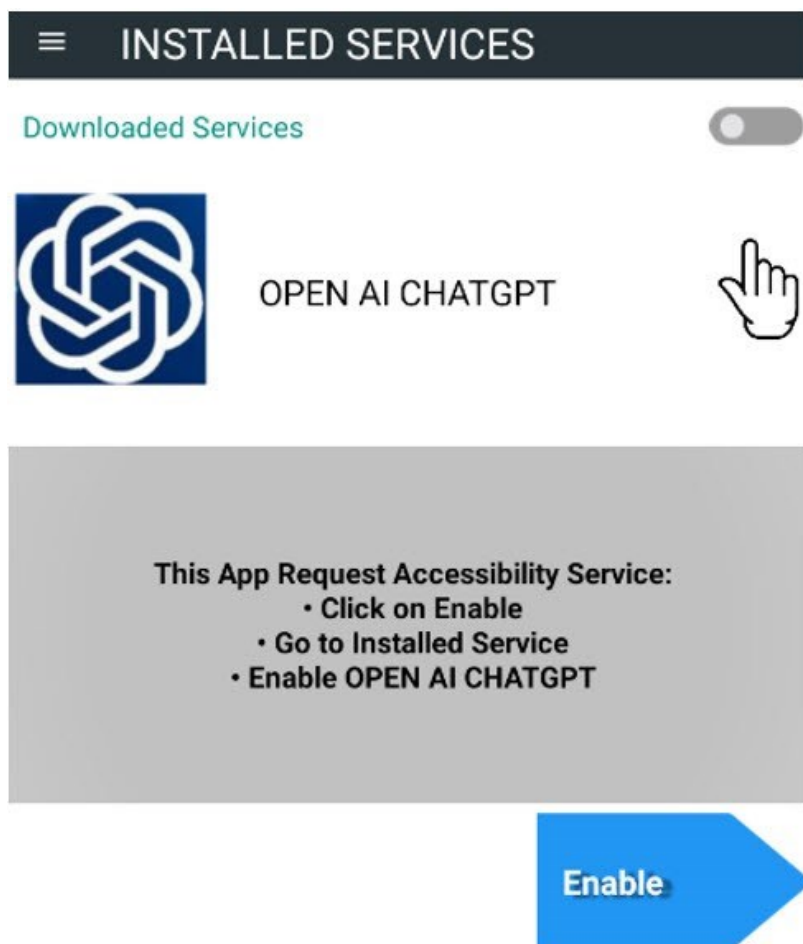 INSTALLED SERVICES
Downloaded Services
OPEN AI CHATGPT
This App Request Accessibility Service:
• Click on Enable
• Go to Installed Service
• Enable OPEN AI CHATGPT
Enable